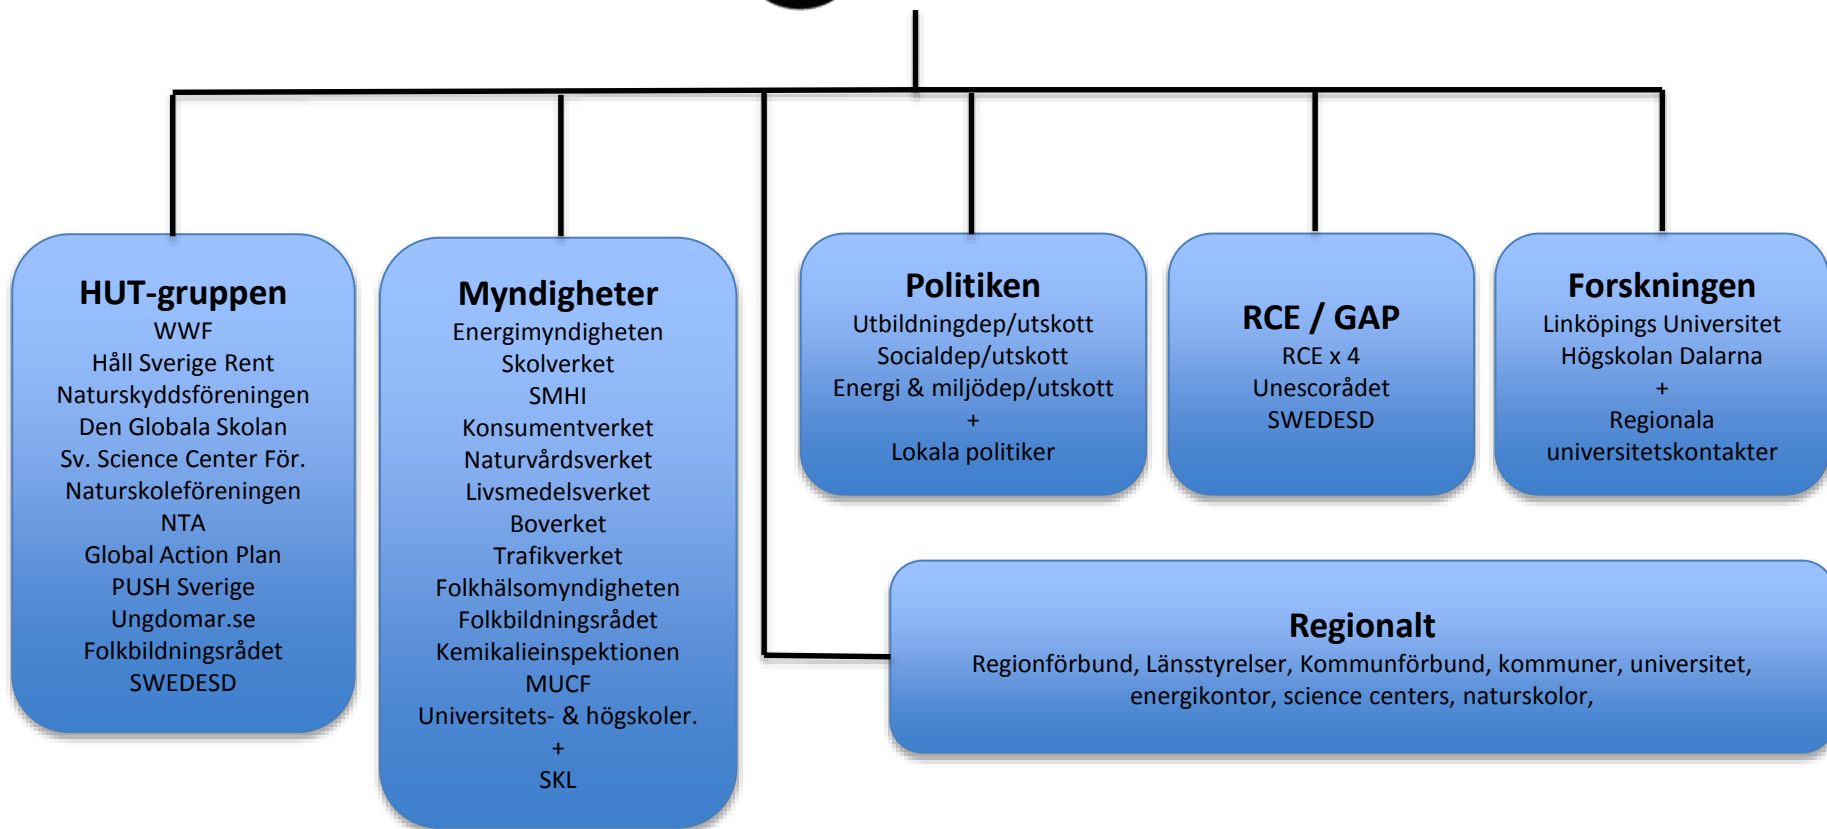 HUT-gruppen
WWF
Håll Sverige Rent
Naturskyddsföreningen
Den Globala Skolan
Sv. Science Center För.
Naturskoleföreningen
NTA
Global Action Plan
PUSH Sverige
Ungdomar.se
Folkbildningsrådet
SWEDESD
Myndigheter
Energimyndigheten
Skolverket
SMHI
Konsumentverket
Naturvårdsverket
Livsmedelsverket
Boverket
Trafikverket
Folkhälsomyndigheten
Folkbildningsrådet
Kemikalieinspektionen
MUCF
Universitets- & högskoler.
+
SKL
Politiken
Utbildningdep/utskott
Socialdep/utskott
Energi & miljödep/utskott
+
Lokala politiker
RCE / GAP
RCE x 4
Unescorådet
SWEDESD
Forskningen
Linköpings Universitet
Högskolan Dalarna
+
Regionala
universitetskontakter
Regionalt
Regionförbund, Länsstyrelser, Kommunförbund, kommuner, universitet,
energikontor, science centers, naturskolor,